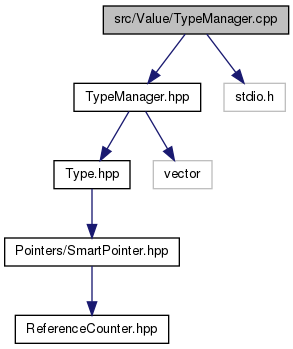 src/Value/TypeManager.cpp
TypeManager.hpp
stdio.h
Type.hpp
vector
Pointers/SmartPointer.hpp
ReferenceCounter.hpp